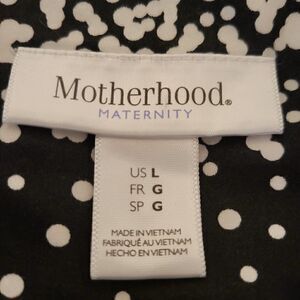 Motherhood®
MATERNITY
US L
FR G
SP G
MADE IN VIETNAM
FABRIQUÉ AU VIETNAM
HECHO EN VIETNAM